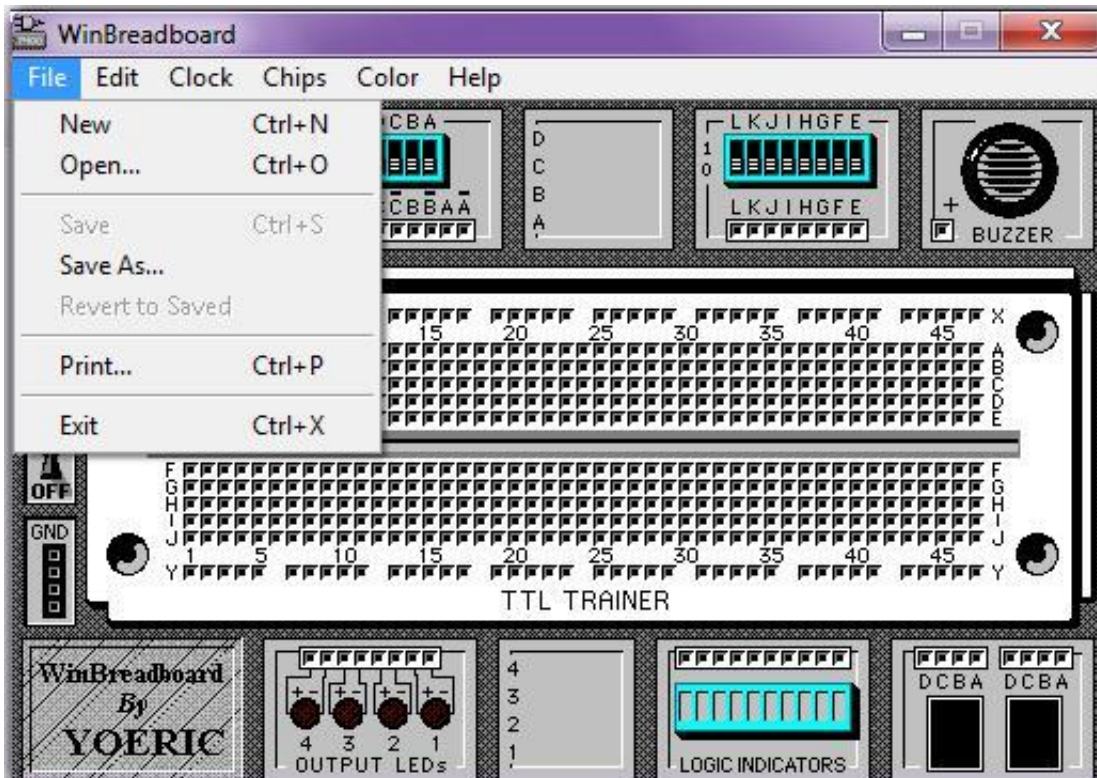 WinBreadboard
File Edit Clock Chips Color Help
New Ctrl+N
Open... Ctrl+O
Save Ctrl+S
Save As...
Revert to Saved
Print... Ctrl+P
Exit Ctrl+X
CBA
CBBAA
D
C
B
A
LKJIHGFE
1
0
LKJIHGFE
+
BUZZER
X
15 20 25 30 35 40 45
A
B
C
D
E
OFF
GND
F F
G G
H H
I I
J J
1 5 10 15 20 25 30 35 40 45
Y Y
TTL TRAINER
WinBreadboard
By
YOERIC
+- +- +- +-
4 3 2 1
OUTPUT LEDs
4
3
2
1
LOGIC INDICATORS
DCBA DCBA